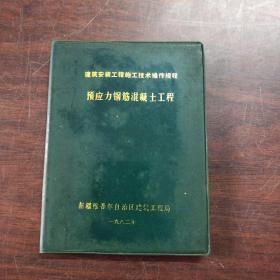 建筑安装工程施工技术操作规程
预应力钢筋混凝土工程
新疆维吾尔自治区建筑工程局
一九八二年